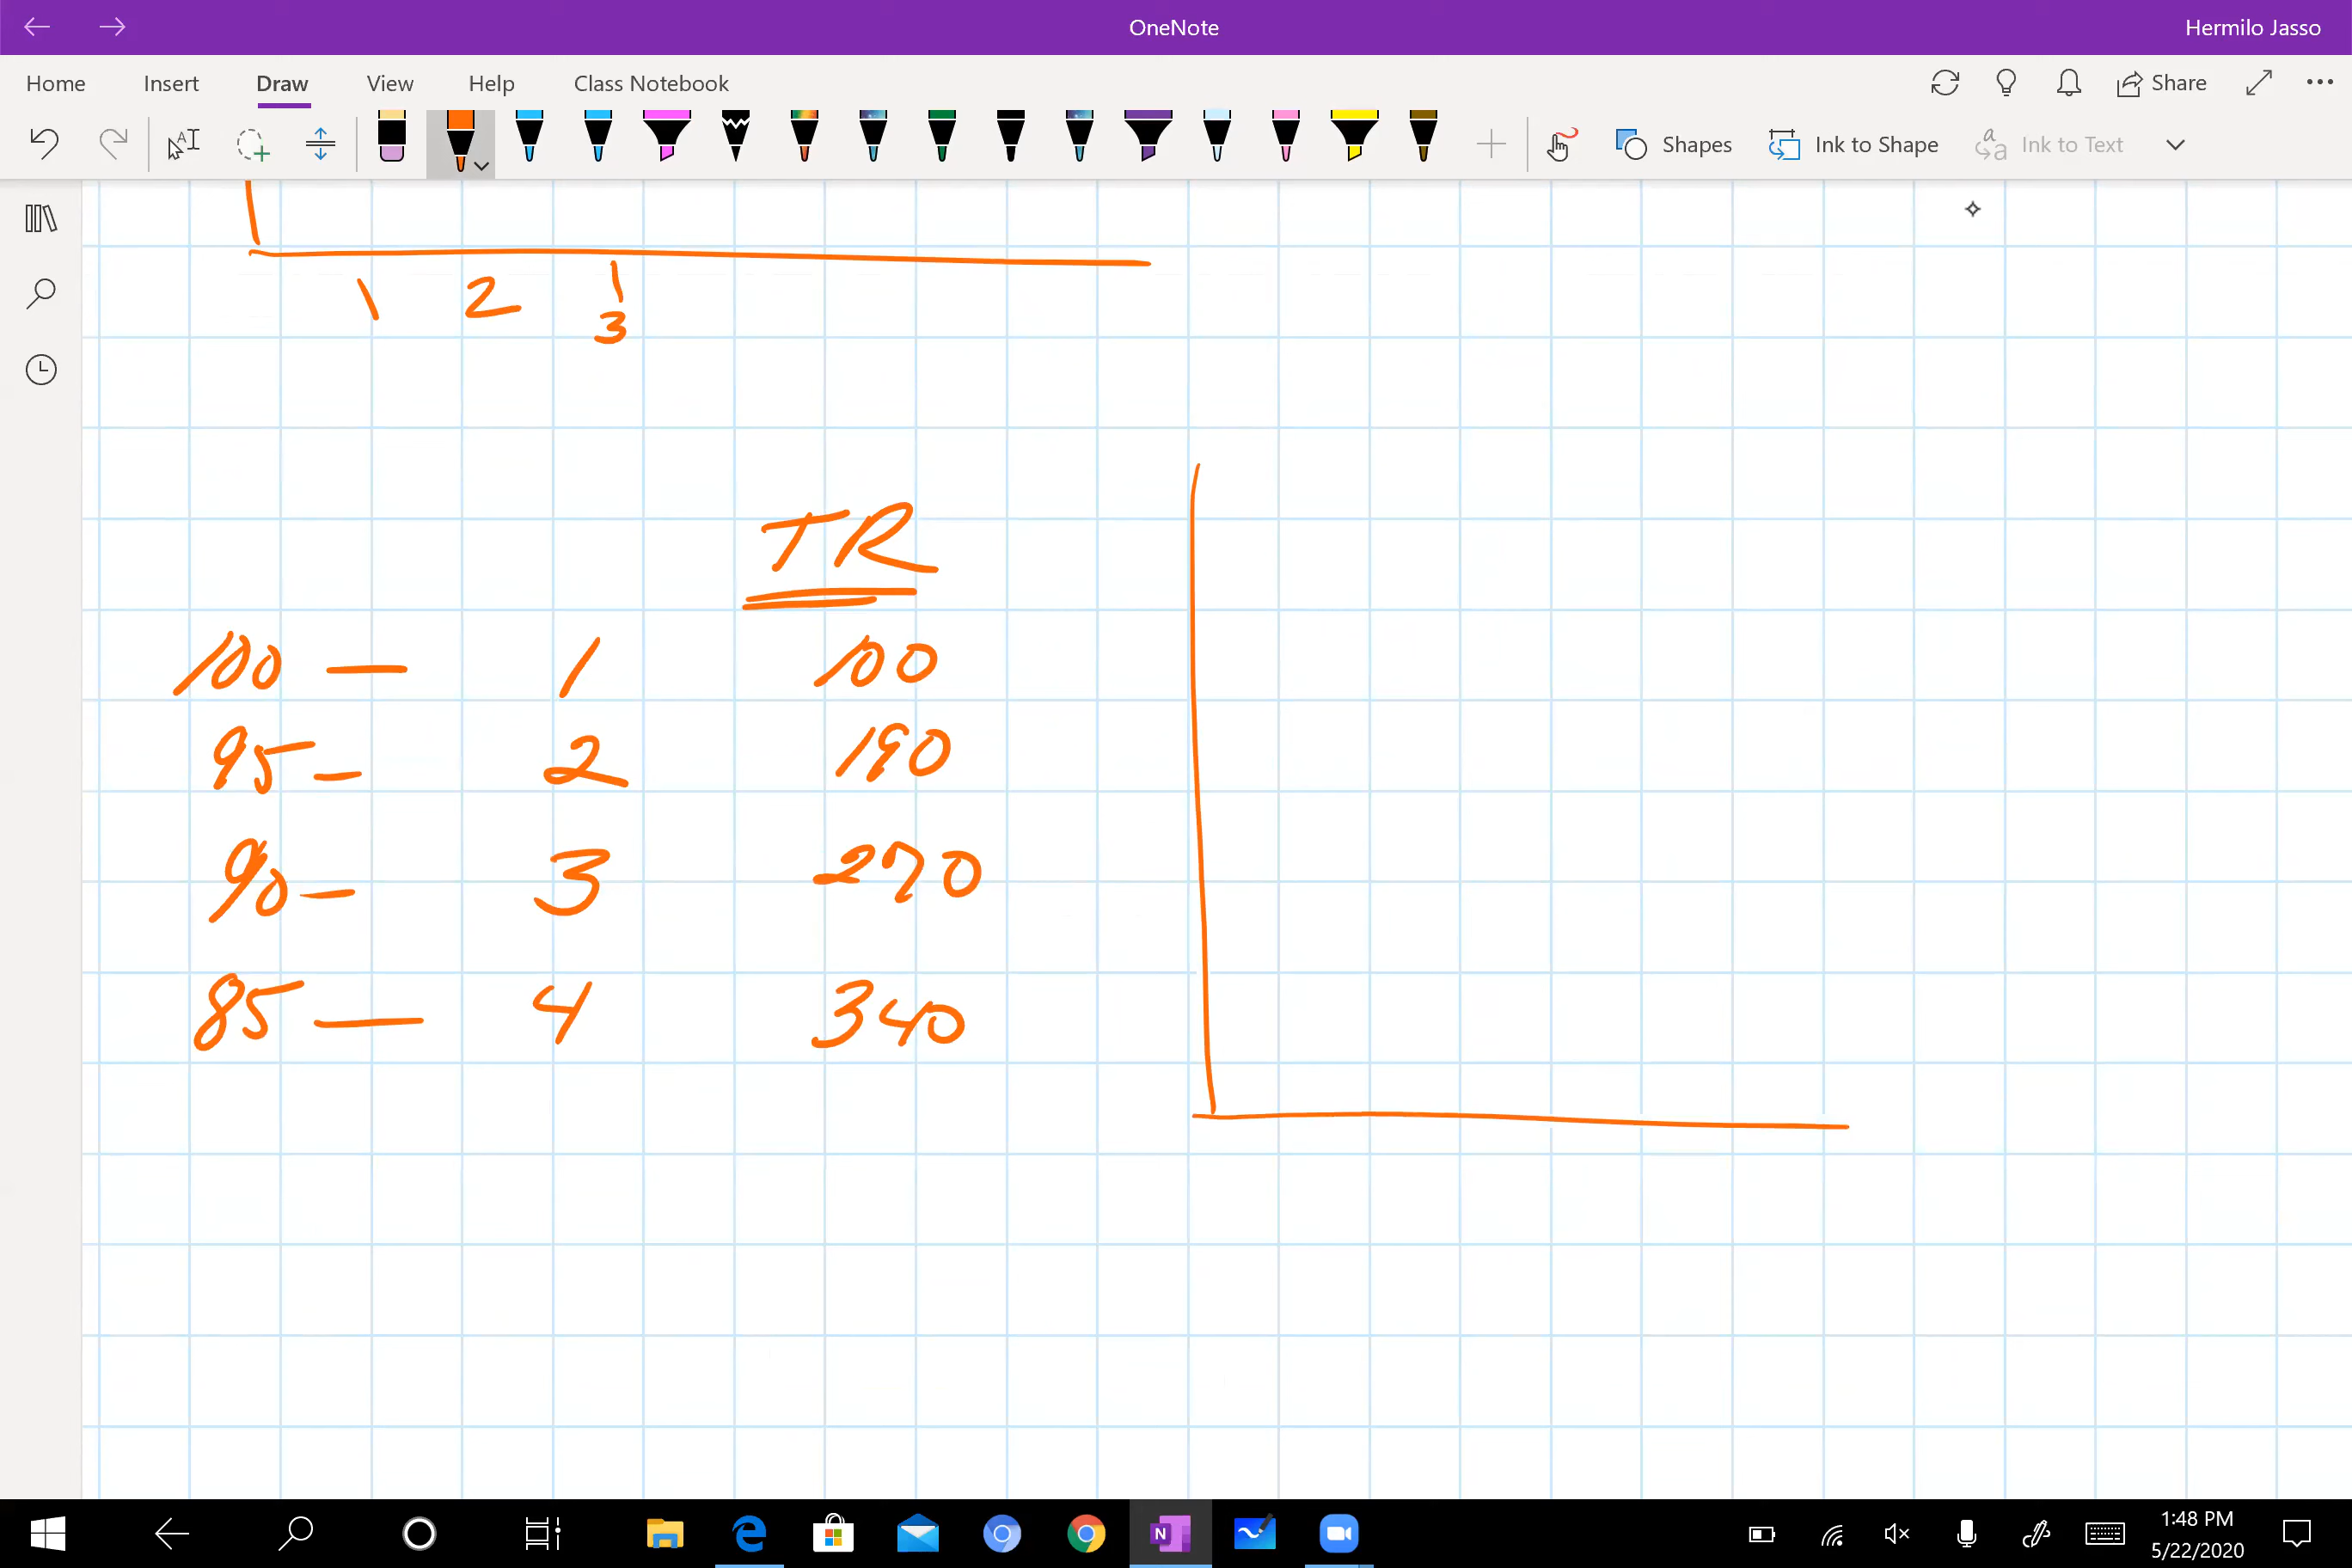 OneNote
Hermilo Jasso
Home Insert Draw View Help Class Notebook Share
Shapes Ink to Shape Ink to Text
1 2 3
TR
100 — 1 100
95 — 2 190
90 — 3 270
85 — 4 340
1:48 PM
5/22/2020